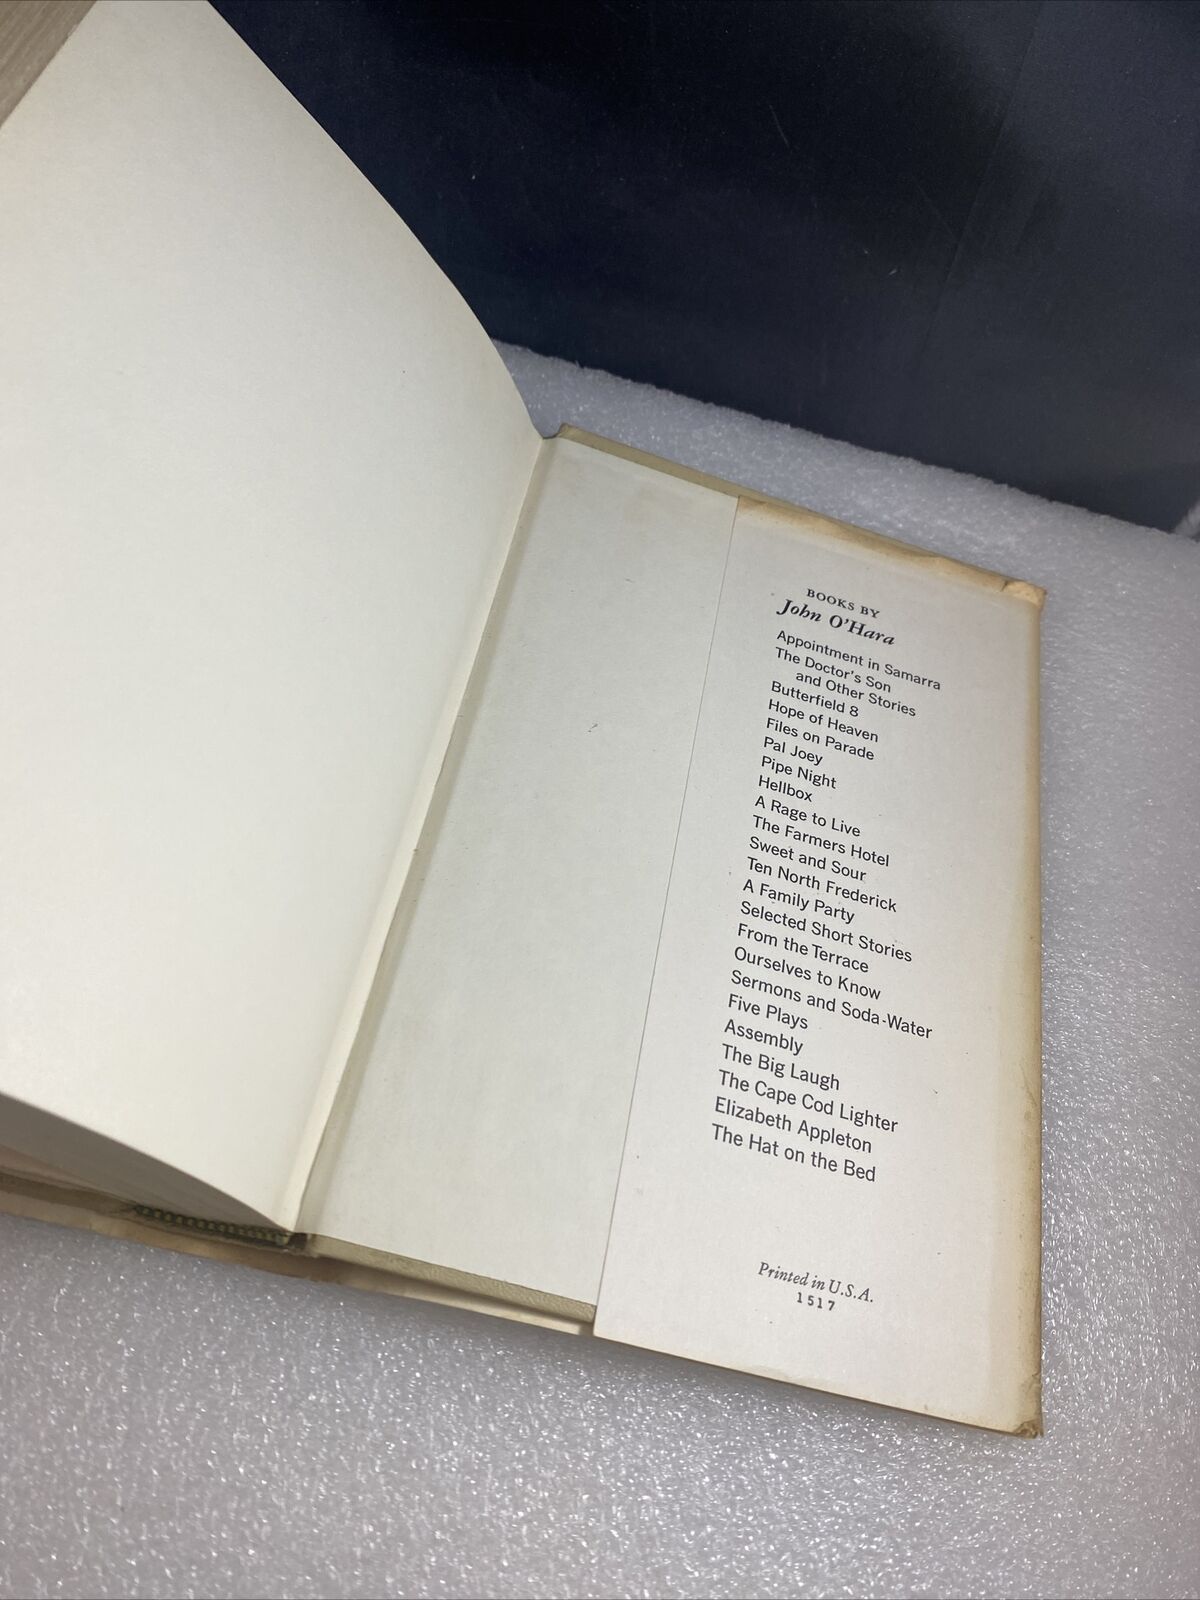 BOOKS BY
John O'Hara
Appointment in Samarra
The Doctor's Son
and Other Stories
Butterfield 8
Hope of Heaven
Files on Parade
Pal Joey
Pipe Night
Hellbox
A Rage to Live
The Farmers Hotel
Sweet and Sour
Ten North Frederick
A Family Party
Selected Short Stories
From the Terrace
Ourselves to Know
Sermons and Soda-Water
Five Plays
Assembly
The Big Laugh
The Cape Cod Lighter
Elizabeth Appleton
The Hat on the Bed
Printed in U.S.A.
1517